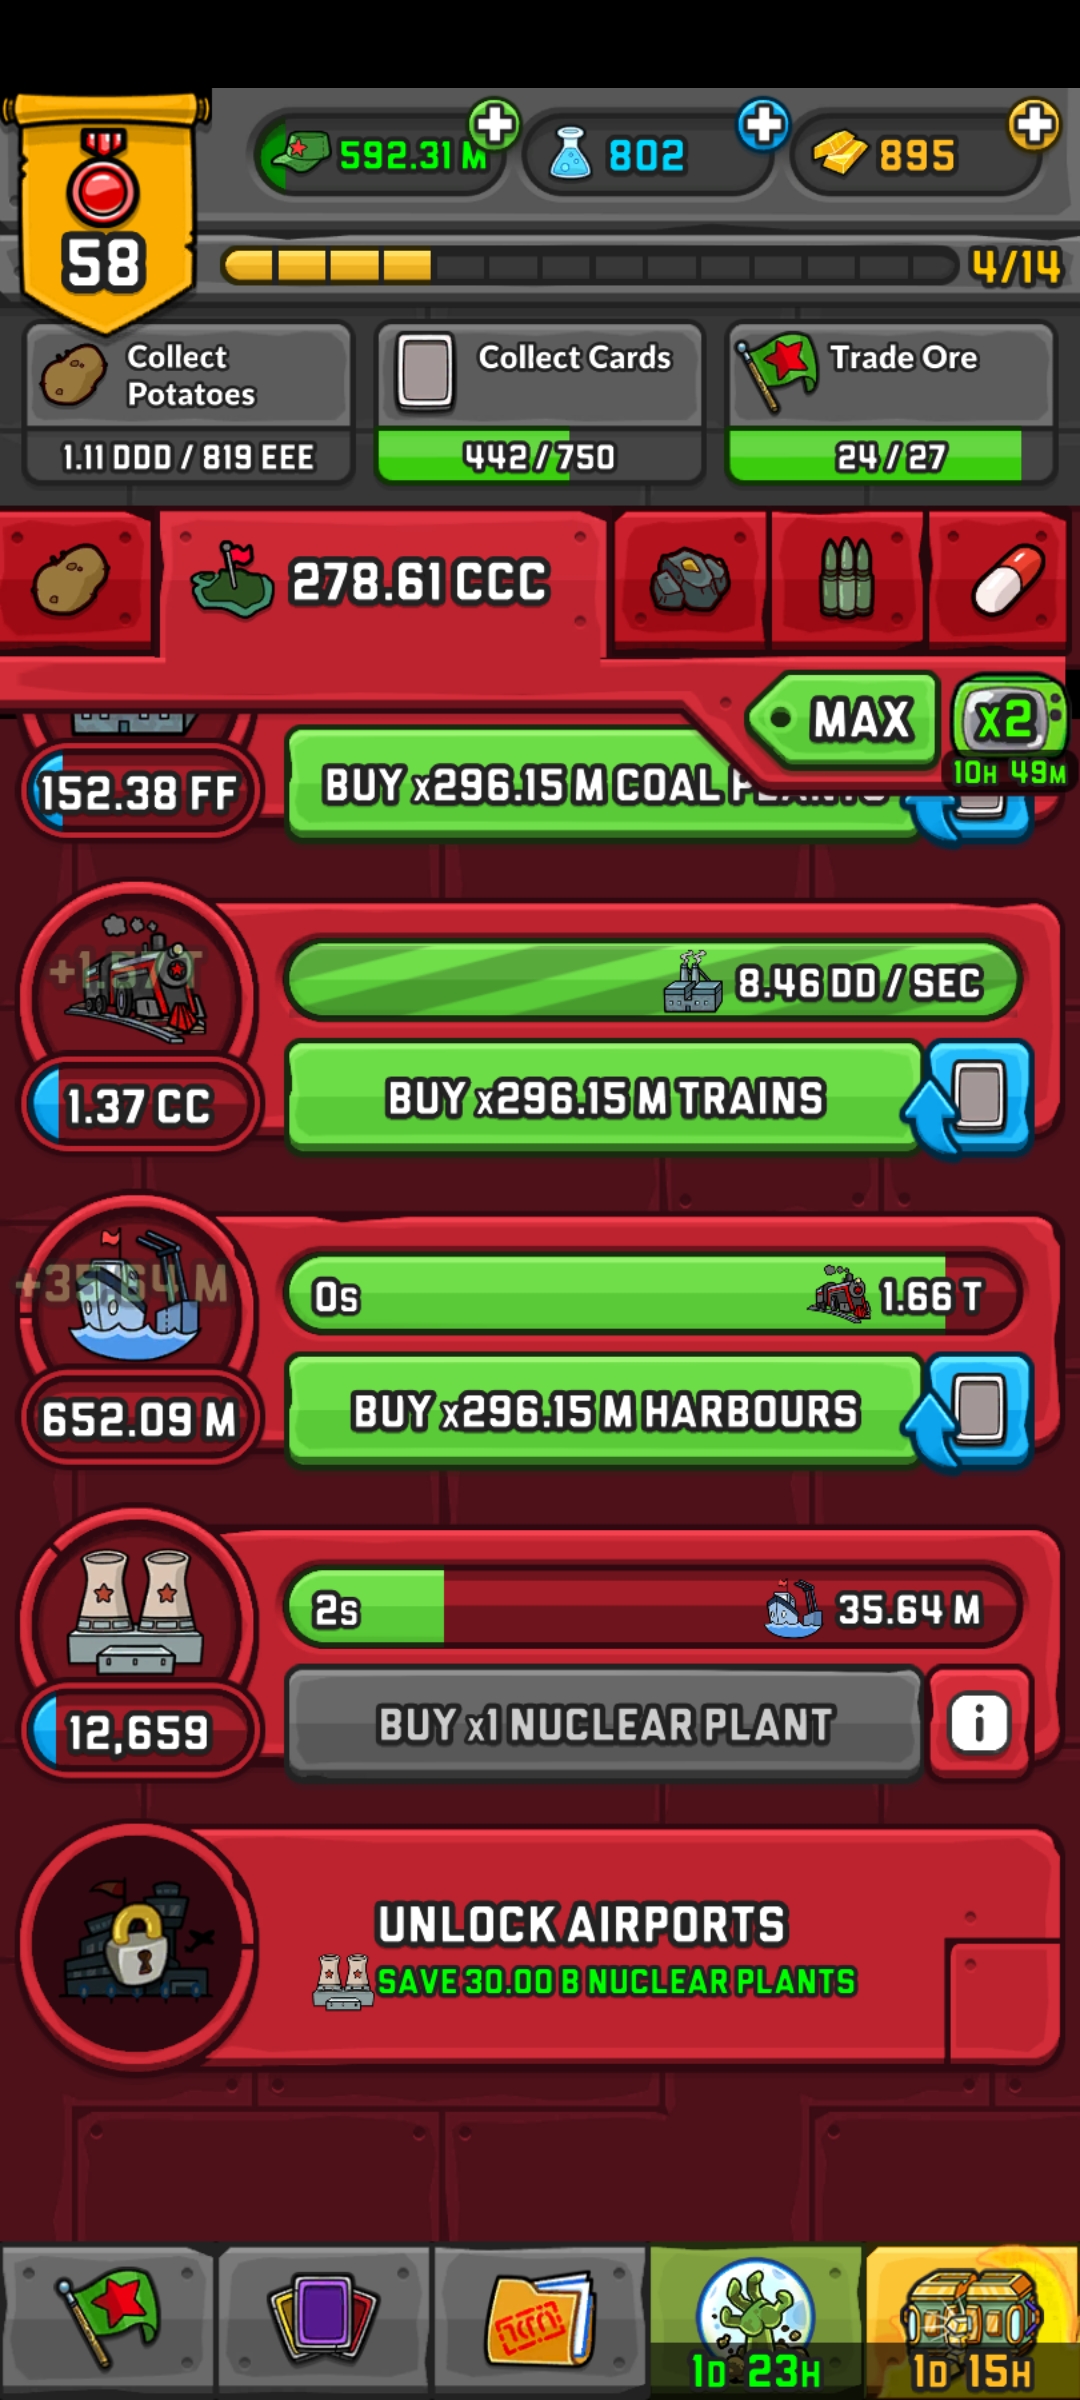 592.31 M
802
895
58
4/14
Collect
Potatoes
Collect Cards
Trade Ore
1.11 DDD / 819 EEE
442 / 750
24 / 27
278.61 CCC
MAX
x2
10H 49M
152.38 FF
BUY x296.15 M COAL PLANTS
8.46 DD / SEC
1.37 CC
BUY x296.15 M TRAINS
+35.64 M
0s
1.66 T
652.09 M
BUY x296.15 M HARBOURS
2s
35.64 M
12,659
BUY x1 NUCLEAR PLANT
i
UNLOCK AIRPORTS
SAVE 30.00 B NUCLEAR PLANTS
1D 23H
1D 15H